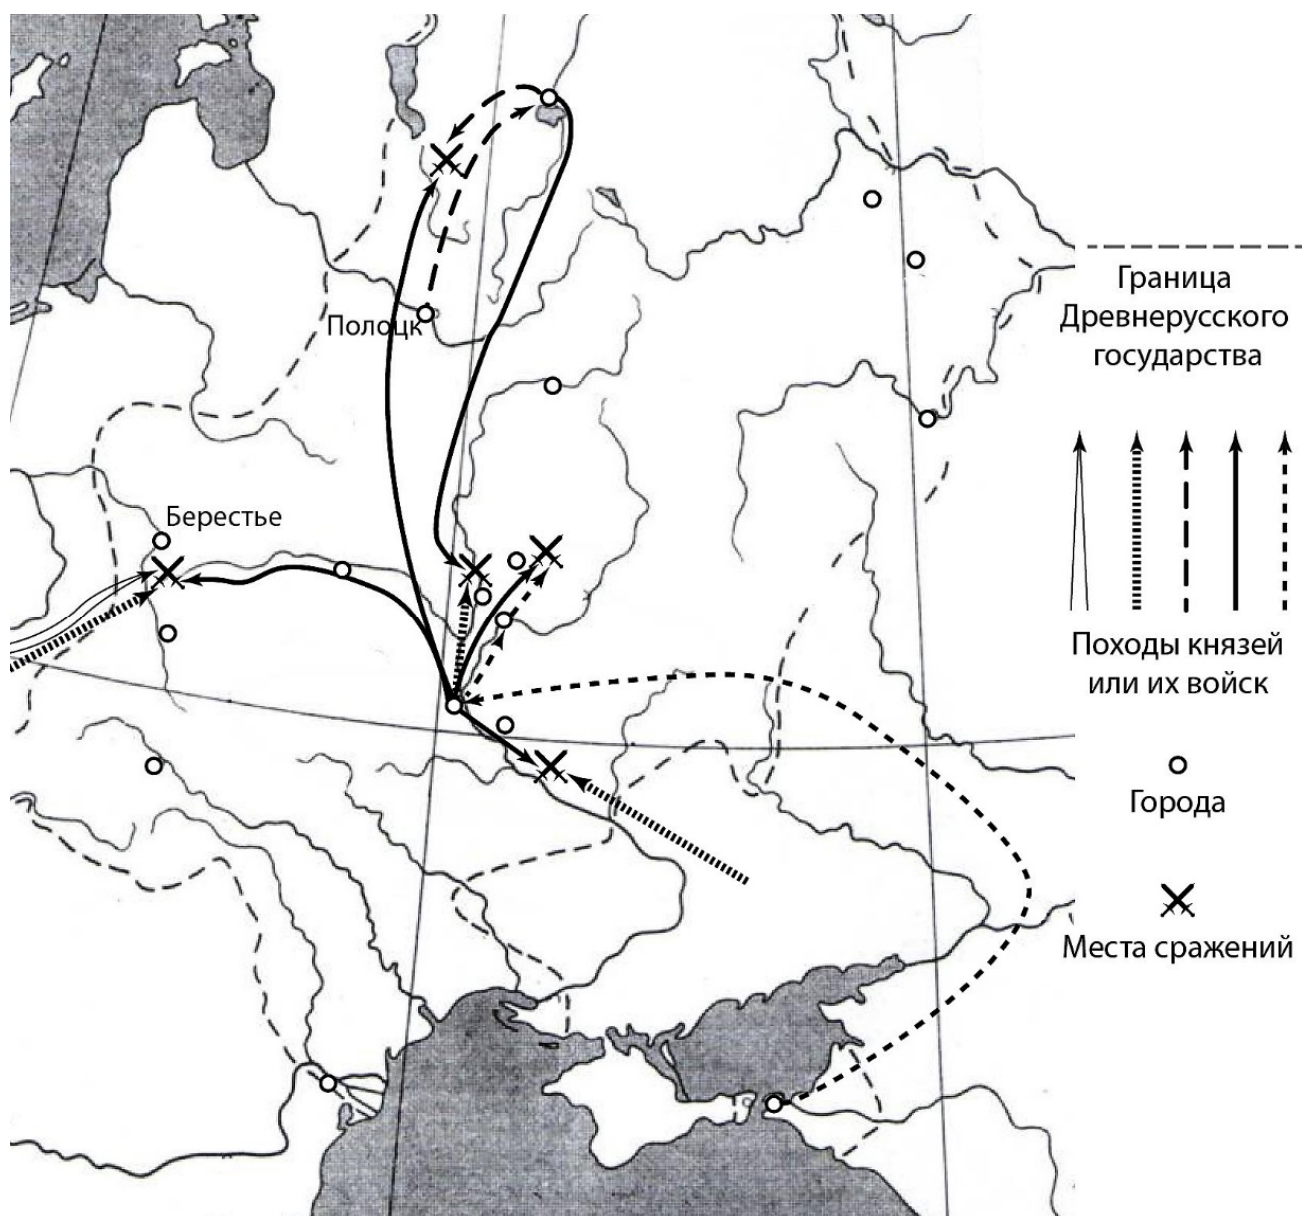 Полоцк
Берестье
Граница
Древнерусского
государства
Походы князей
или их войск
Города
Места сражений